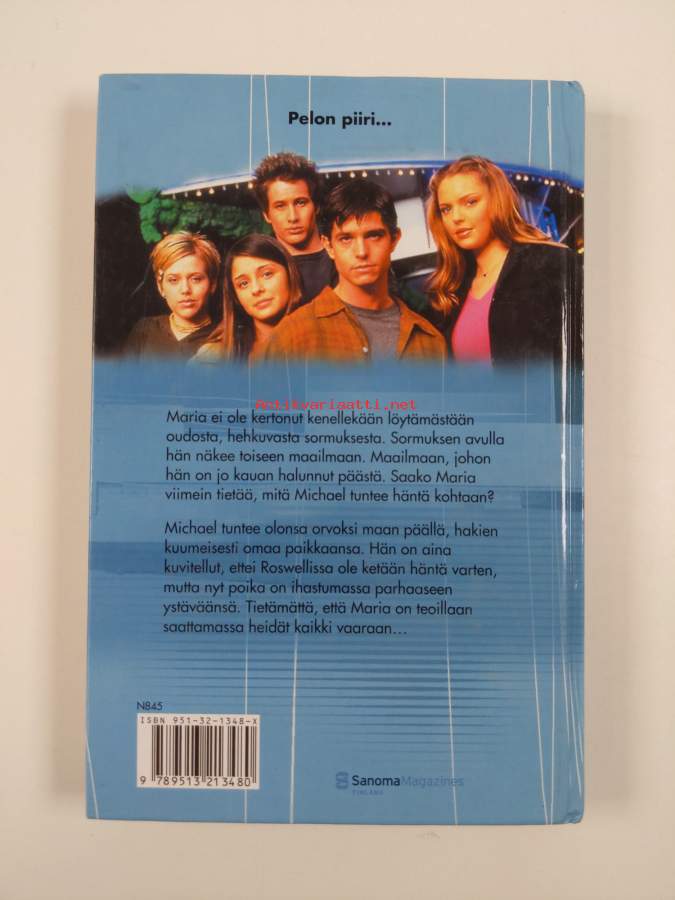 Pelon piiri...
Antikvariaatti.net
Maria ei ole kertonut kenellekään löytämästään
oudosta, hehkuvasta sormuksesta. Sormuksen avulla
hän näkee toiseen maailmaan. Maailmaan, johon
hän on jo kauan halunnut päästä. Saako Maria
viimein tietää, mitä Michael tuntee häntä kohtaan?
Michael tuntee olonsa orvoksi maan päällä, hakien
kuumeisesti omaa paikkaansa. Hän on aina
kuvitellut, ettei Roswellissa ole ketään häntä varten,
mutta nyt poika on ihastumassa parhaaseen
ystäväänsä. Tietämättä, että Maria on teoillaan
saattamassa heidät kaikki vaaraan...
N845
ISBN 951-32-1348-X
9 789513 213480
SanomaMagazines
FINLAND